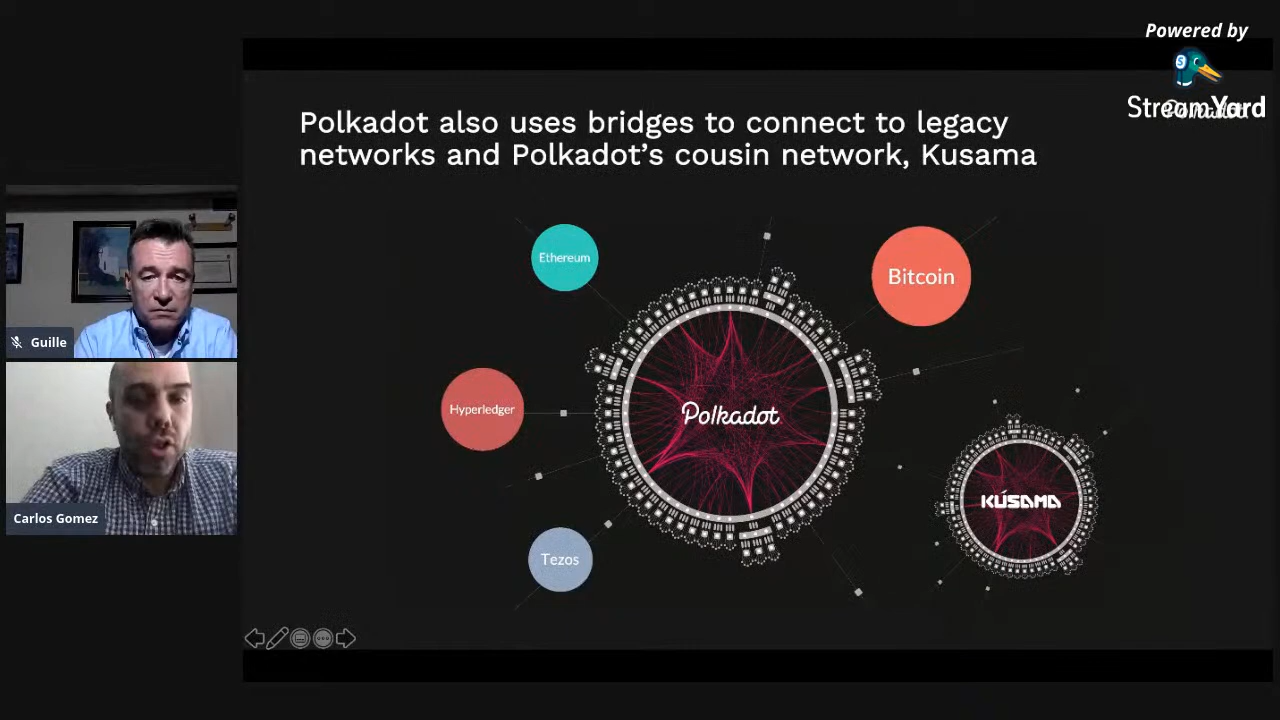 Powered by
StreamYard
Polkadot
Polkadot also uses bridges to connect to legacy
networks and Polkadot’s cousin network, Kusama
Ethereum
Bitcoin
Hyperledger
Polkadot
KUSAMA
Tezos
Guille
Carlos Gomez